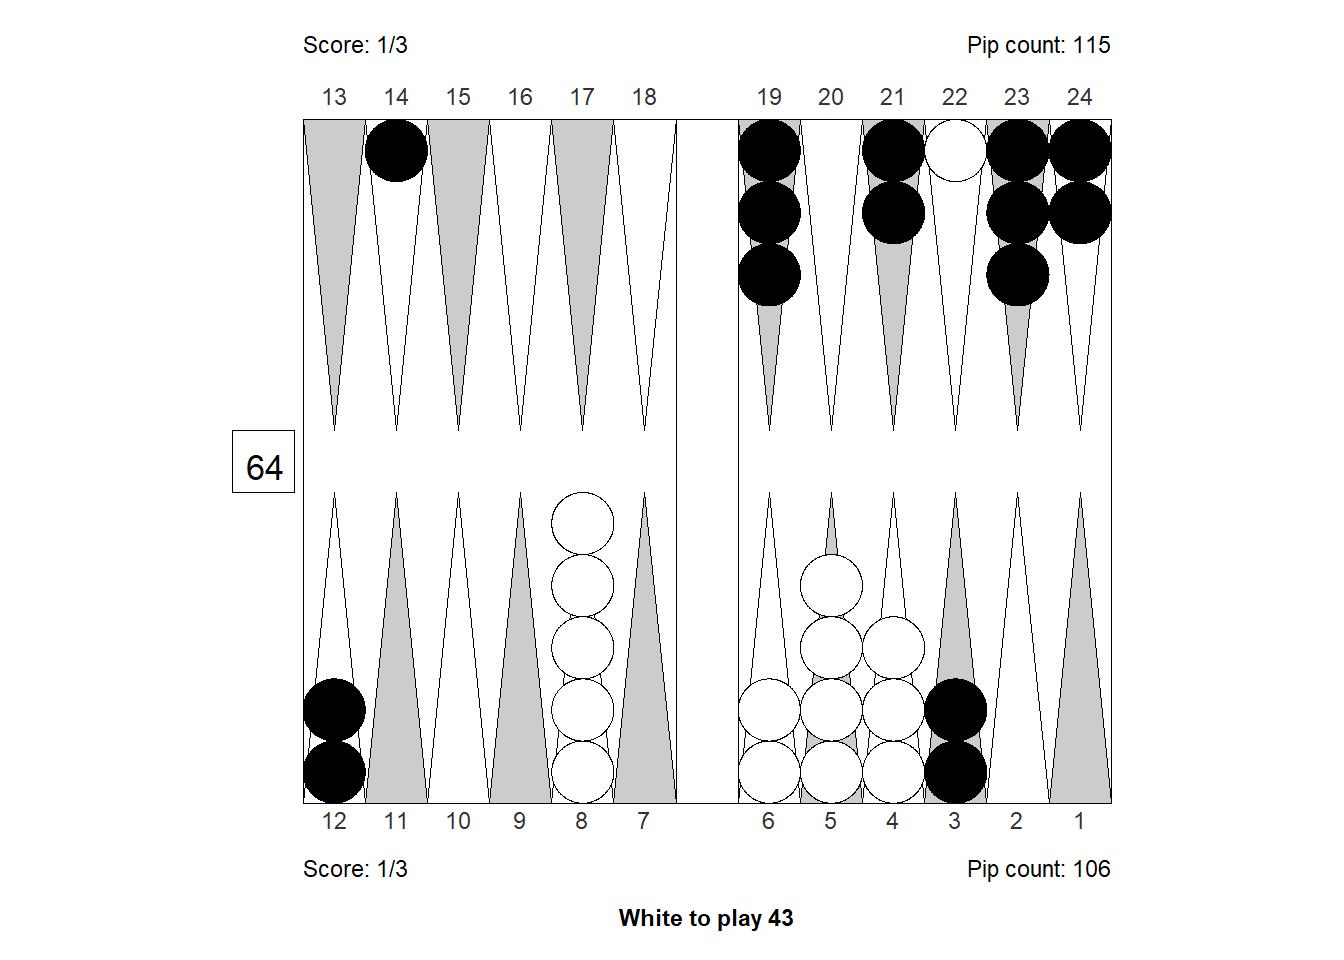 Score: 1/3 Pip count: 115
13 14 15 16 17 18 19 20 21 22 23 24
64
12 11 10 9 8 7 6 5 4 3 2 1
Score: 1/3 Pip count: 106
White to play 43